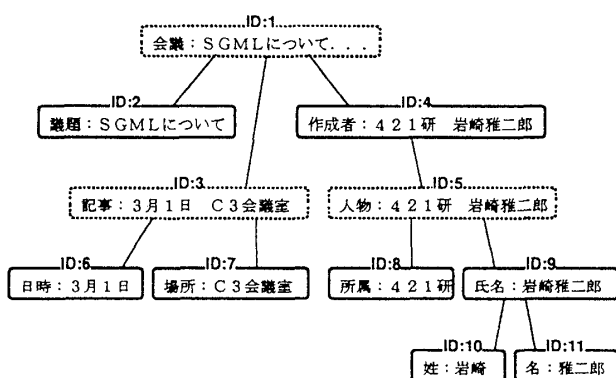 ID:1
会議：ＳＧＭＬについて．．．
ID:2
議題：ＳＧＭＬについて
ID:4
作成者：４２１研　岩崎雅二郎
ID:3
記事：３月１日　Ｃ３会議室
ID:5
人物：４２１研　岩崎雅二郎
ID:6
日時：３月１日
ID:7
場所：Ｃ３会議室
ID:8
所属：４２１研
ID:9
氏名：岩崎雅二郎
ID:10
姓：岩崎
ID:11
名：雅二郎